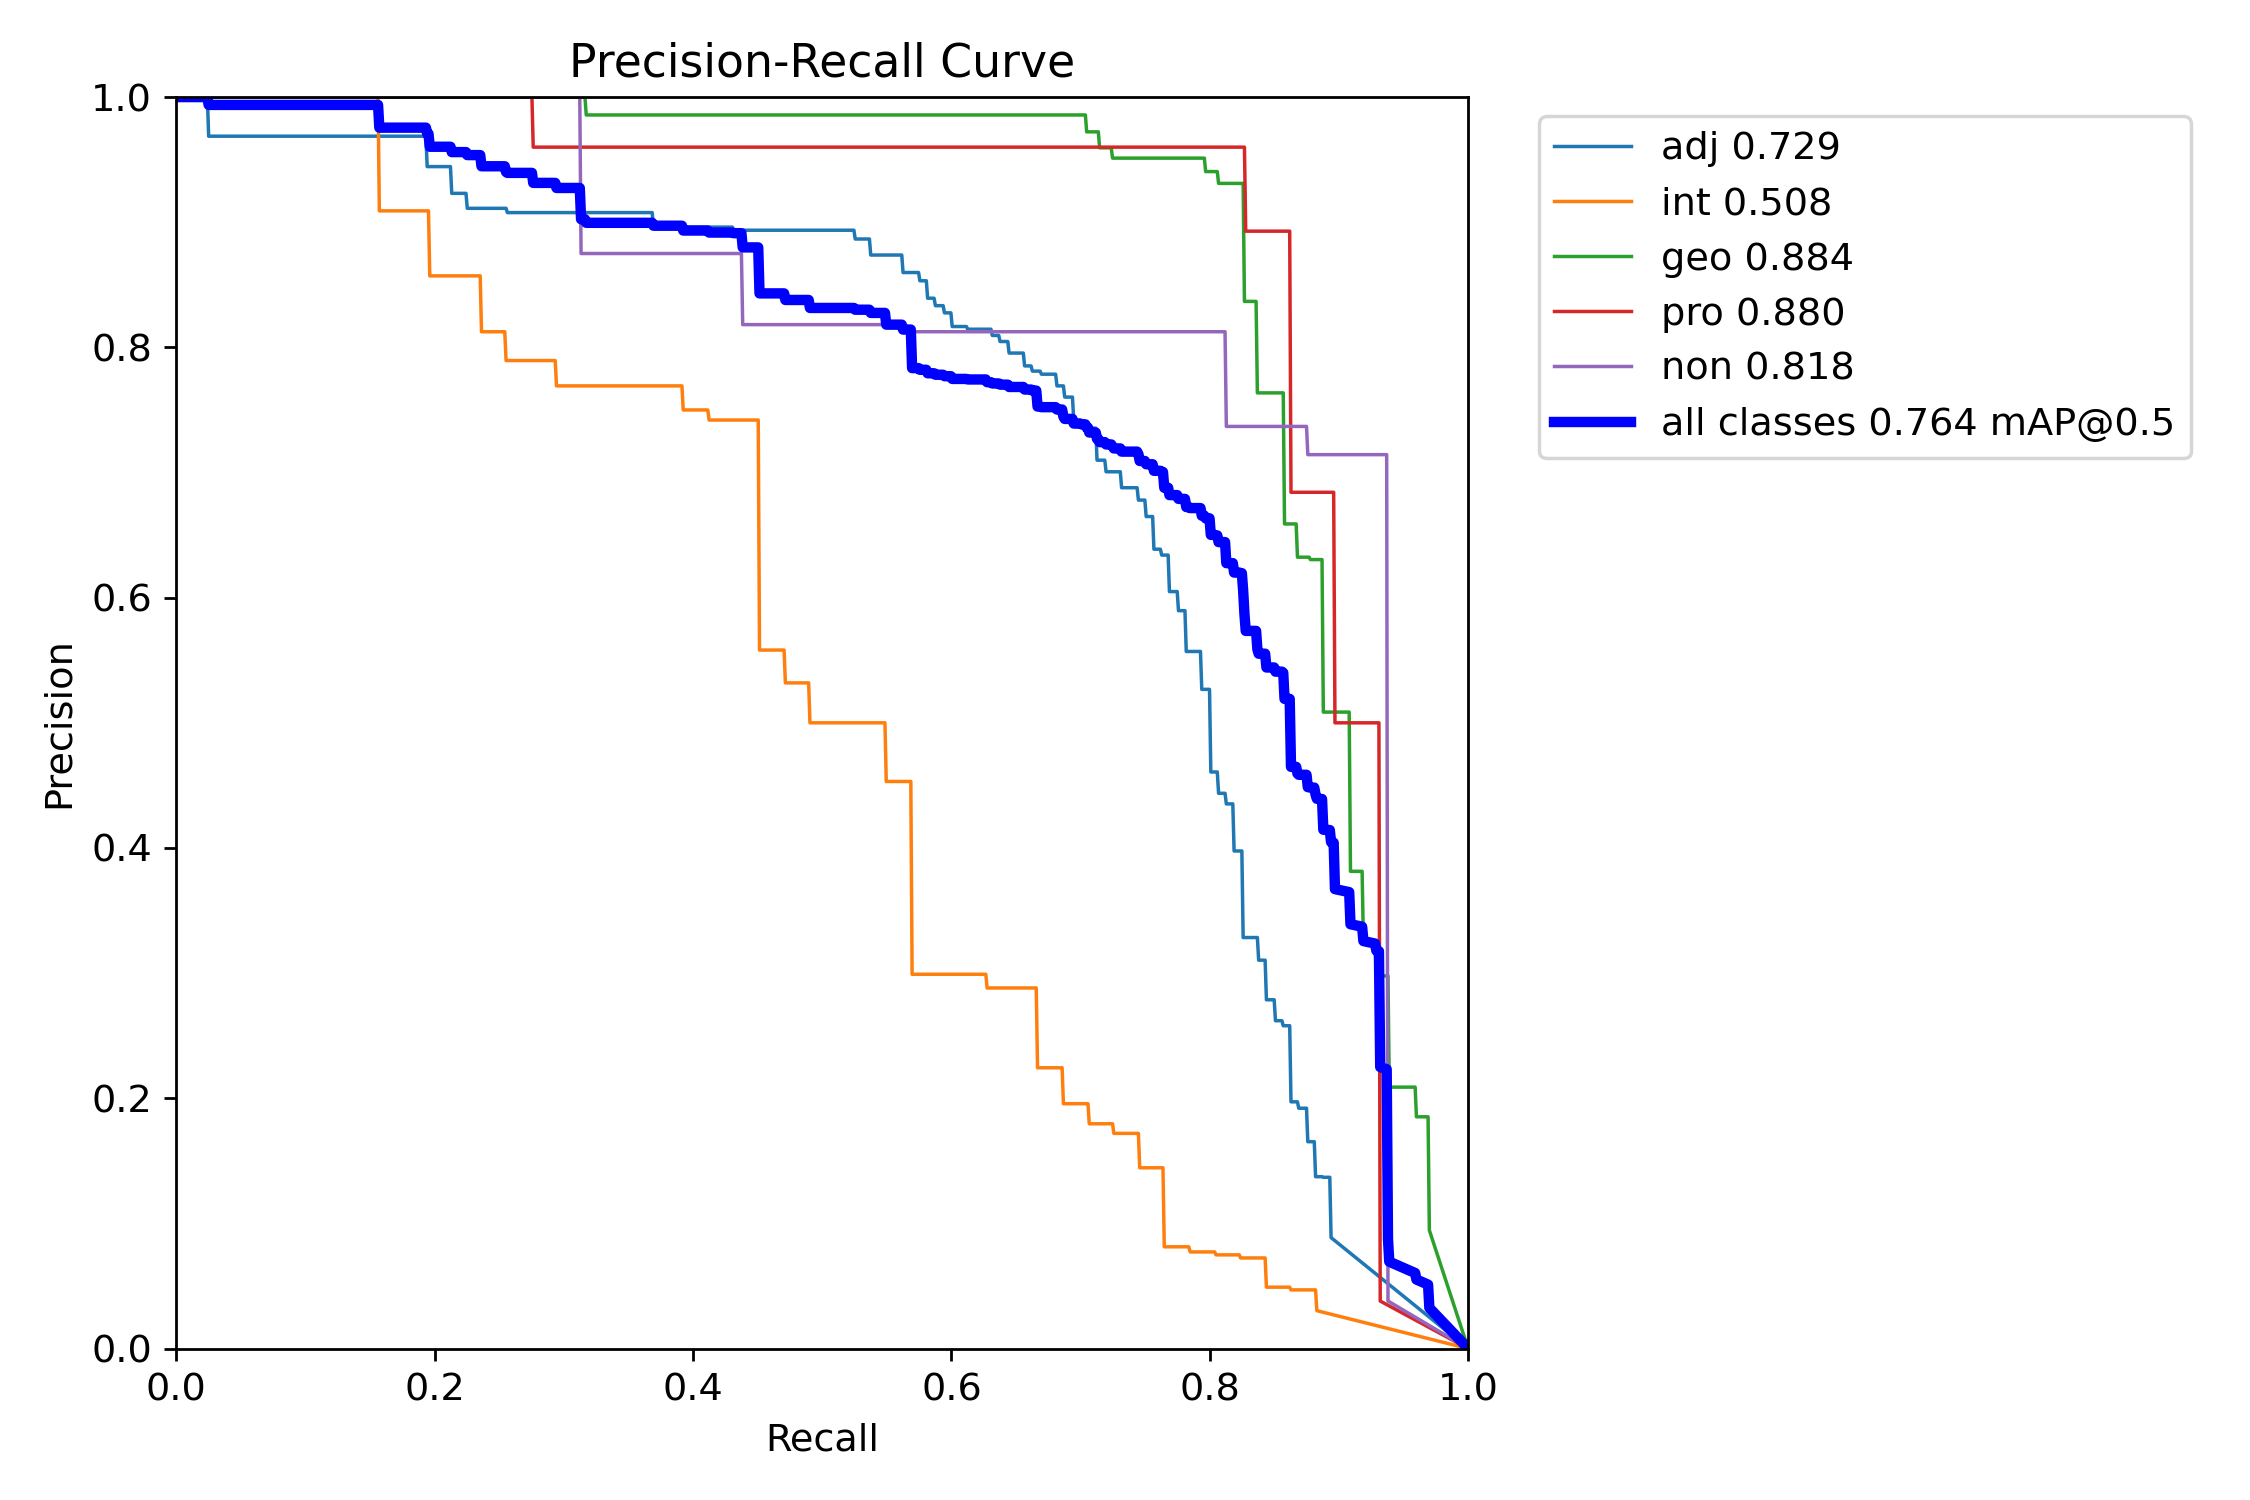 Precision-Recall Curve
1.0
0.8
0.6
0.4
0.2
0.0
Precision
0.0 0.2 0.4 0.6 0.8 1.0
Recall
adj 0.729
int 0.508
geo 0.884
pro 0.880
non 0.818
all classes 0.764 mAP@0.5